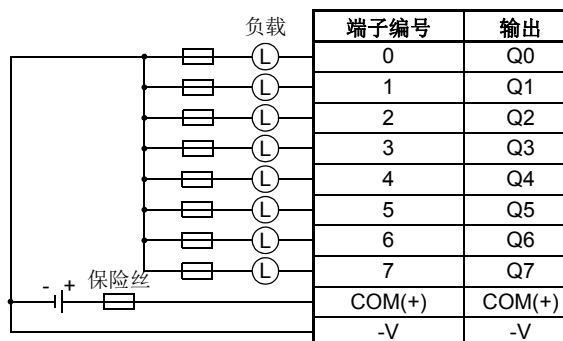 负载
端子编号 输出
L 0 Q0
L 1 Q1
L 2 Q2
L 3 Q3
L 4 Q4
L 5 Q5
L 6 Q6
L 7 Q7
- + 保险丝 COM(+) COM(+)
-V -V